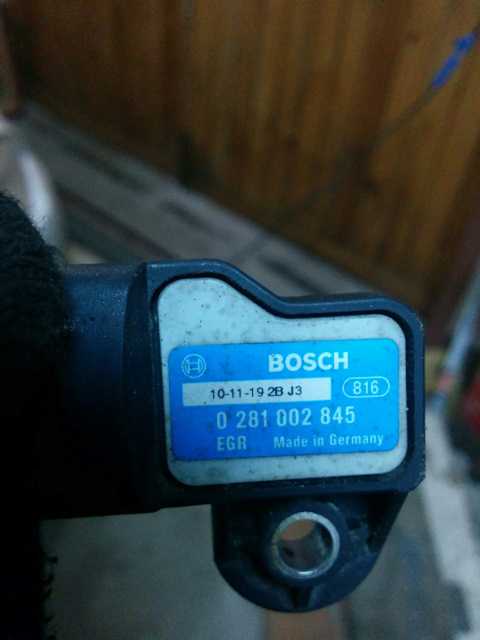 BOSCH
10-11-19 2B J3
816
0 281 002 845
EGR Made in Germany